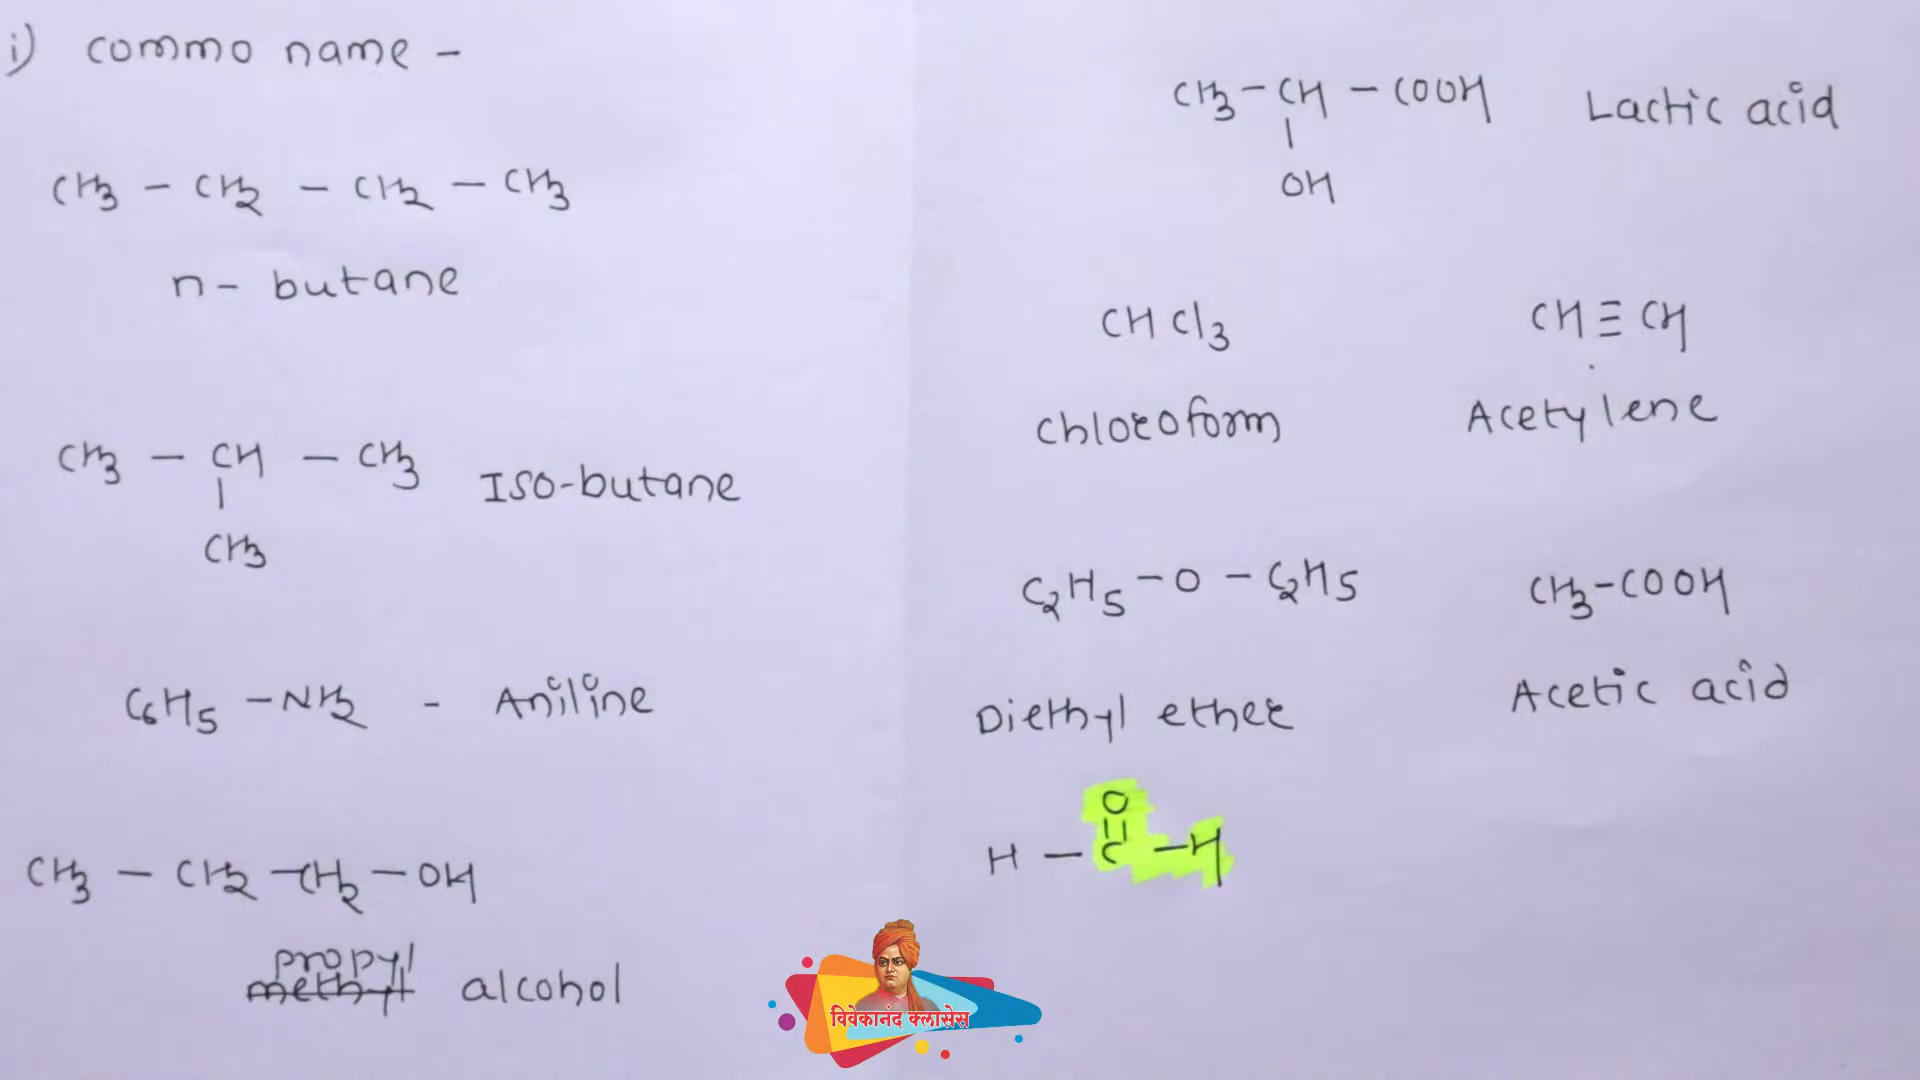 i) commo name -
CH3 - CH2 - CH2 - CH3
n- butane
CH3 - CH - CH3
|
CH3
Iso-butane
C6H5 - NH2 - Aniline
CH3 - CH2 - CH2 - OH
propyl
methyl alcohol
CH3 - CH - COOH
|
OH
Lactic acid
CHCl3
Chloroform
CH ≡ CH
Acetylene
C2H5 - O - C2H5
Diethyl ether
CH3-COOH
Acetic acid
O
||
H - C - H
विवेकानंद क्लासेस